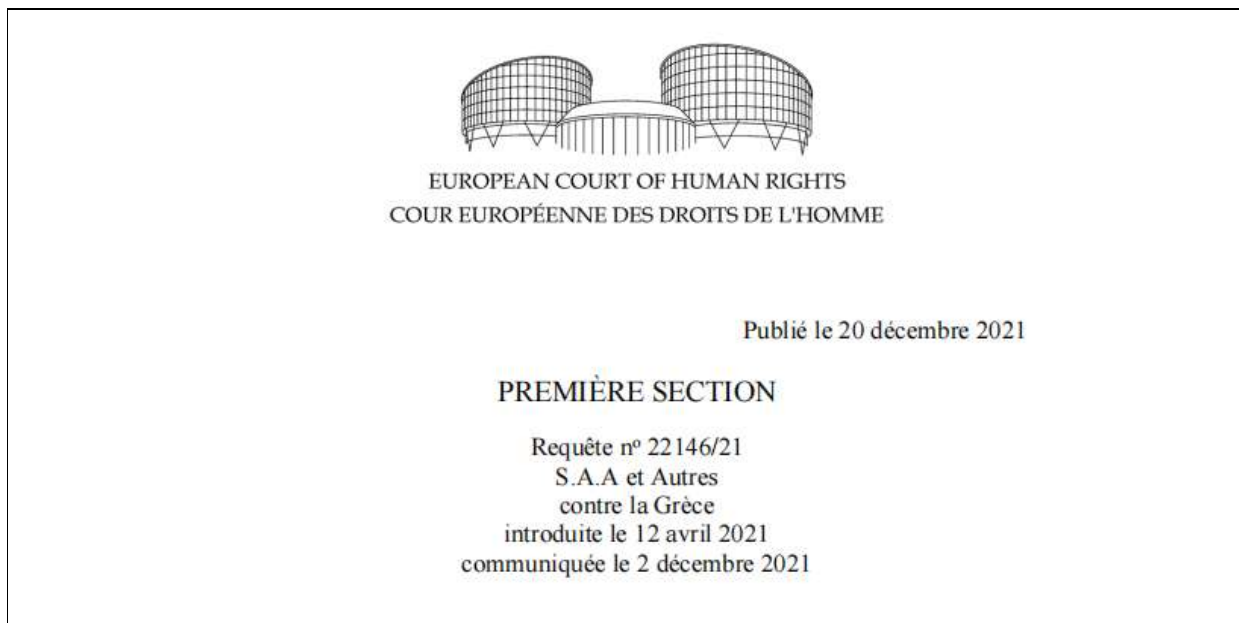 EUROPEAN COURT OF HUMAN RIGHTS
COUR EUROPÉENNE DES DROITS DE L'HOMME
Publié le 20 décembre 2021
PREMIÈRE SECTION
Requête nº 22146/21
S.A.A et Autres
contre la Grèce
introduite le 12 avril 2021
communiquée le 2 décembre 2021